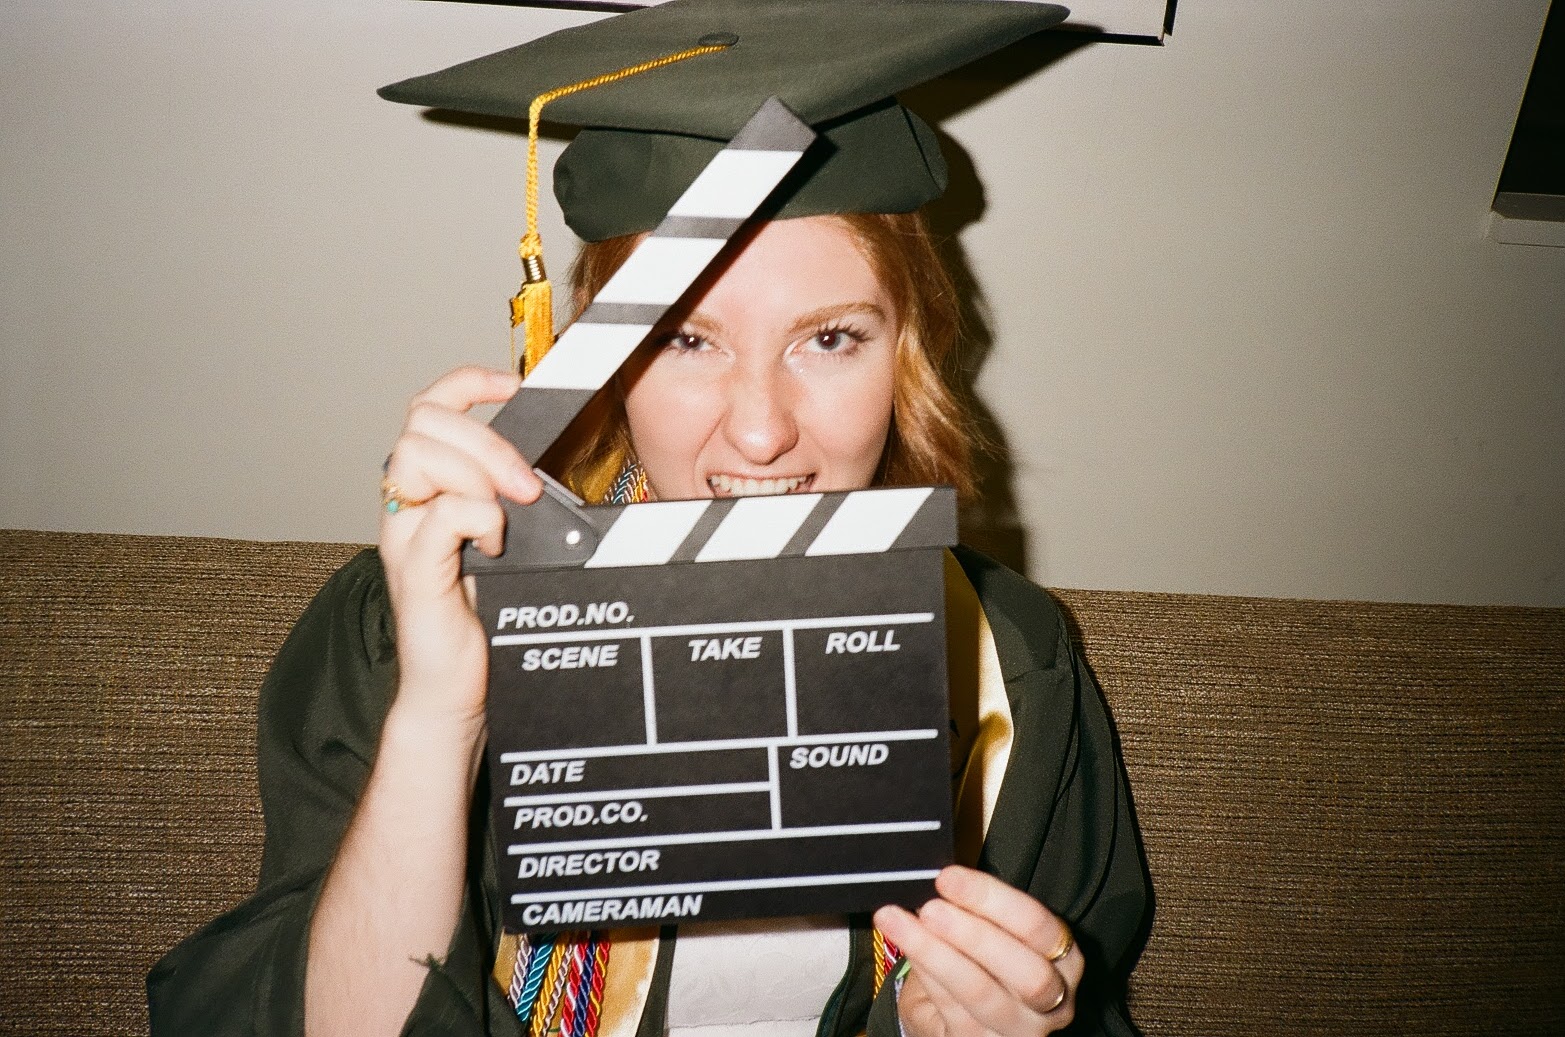 PROD.NO.
SCENE TAKE ROLL
DATE SOUND
PROD.CO.
DIRECTOR
CAMERAMAN